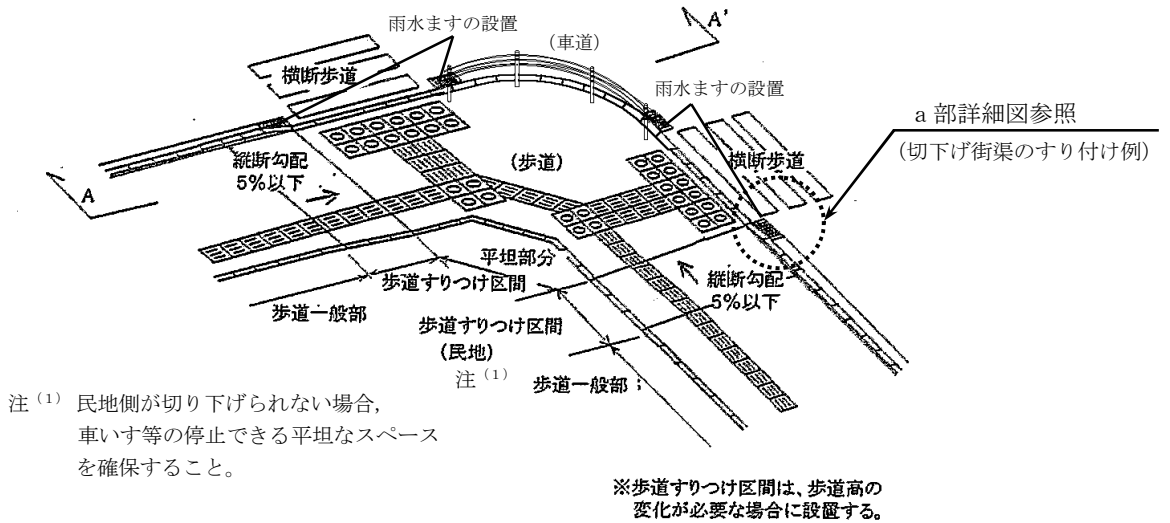 雨水ますの設置
A'
(車道)
横断歩道
雨水ますの設置
a 部詳細図参照
(切下げ街渠のすり付け例)
縦断勾配
5%以下
(歩道)
横断歩道
A
平坦部分
縦断勾配
5%以下
歩道すりつけ区間
歩道一般部
歩道すりつけ区間
(民地)
注(1)
歩道一般部
注(1) 民地側が切り下げられない場合,
車いす等の停止できる平坦なスペース
を確保すること。
※歩道すりつけ区間は、歩道高の
変化が必要な場合に設置する。